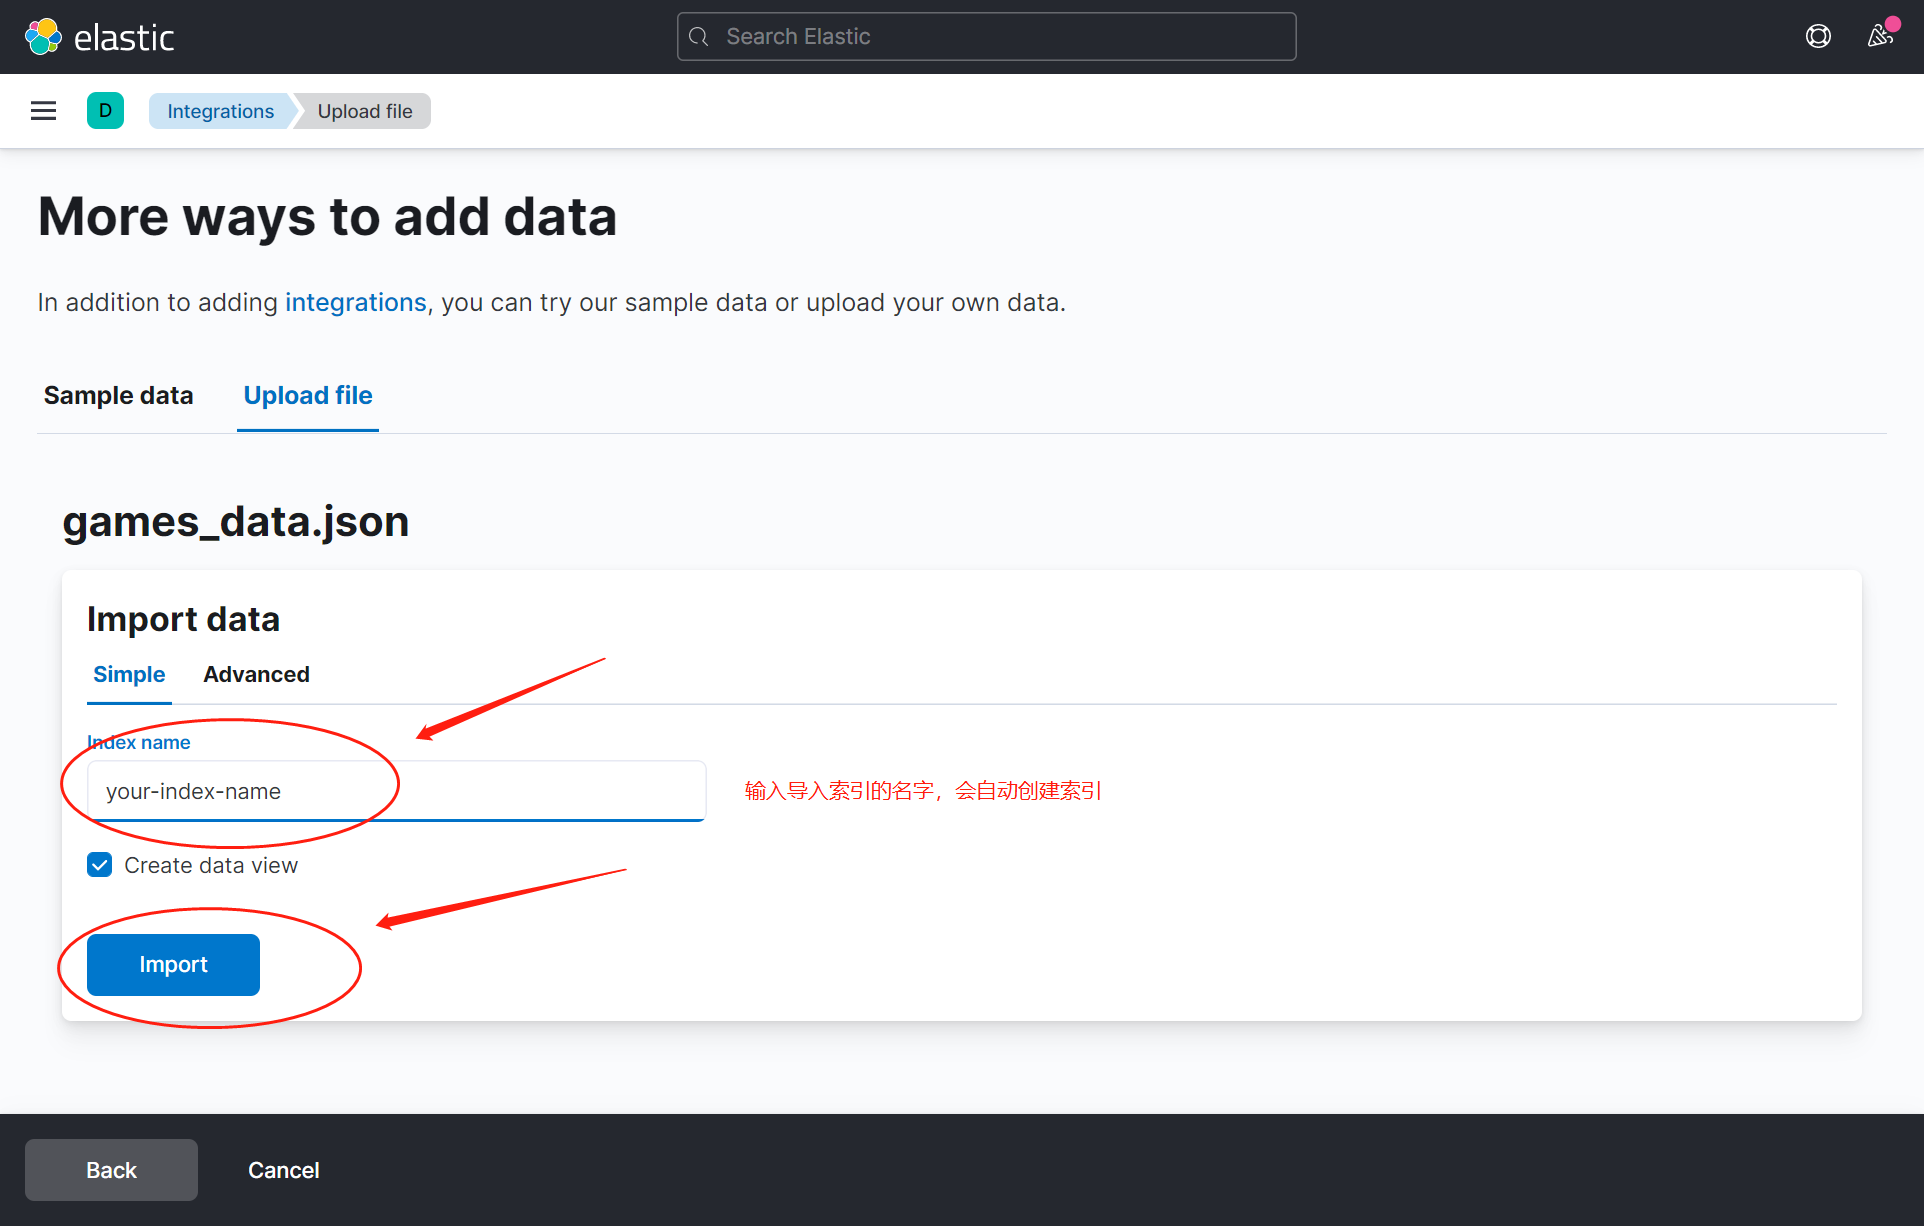 elastic
Search Elastic
D
Integrations
Upload file
More ways to add data
In addition to adding integrations, you can try our sample data or upload your own data.
Sample data
Upload file
games_data.json
Import data
Simple
Advanced
Index name
your-index-name
输入导入索引的名字，会自动创建索引
Create data view
Import
Back
Cancel